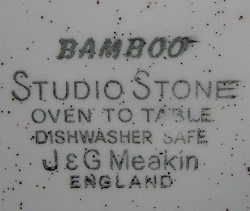 BAMBOO
STUDIO STONE
OVEN TO TABLE
DISHWASHER SAFE
J & G Meakin
ENGLAND